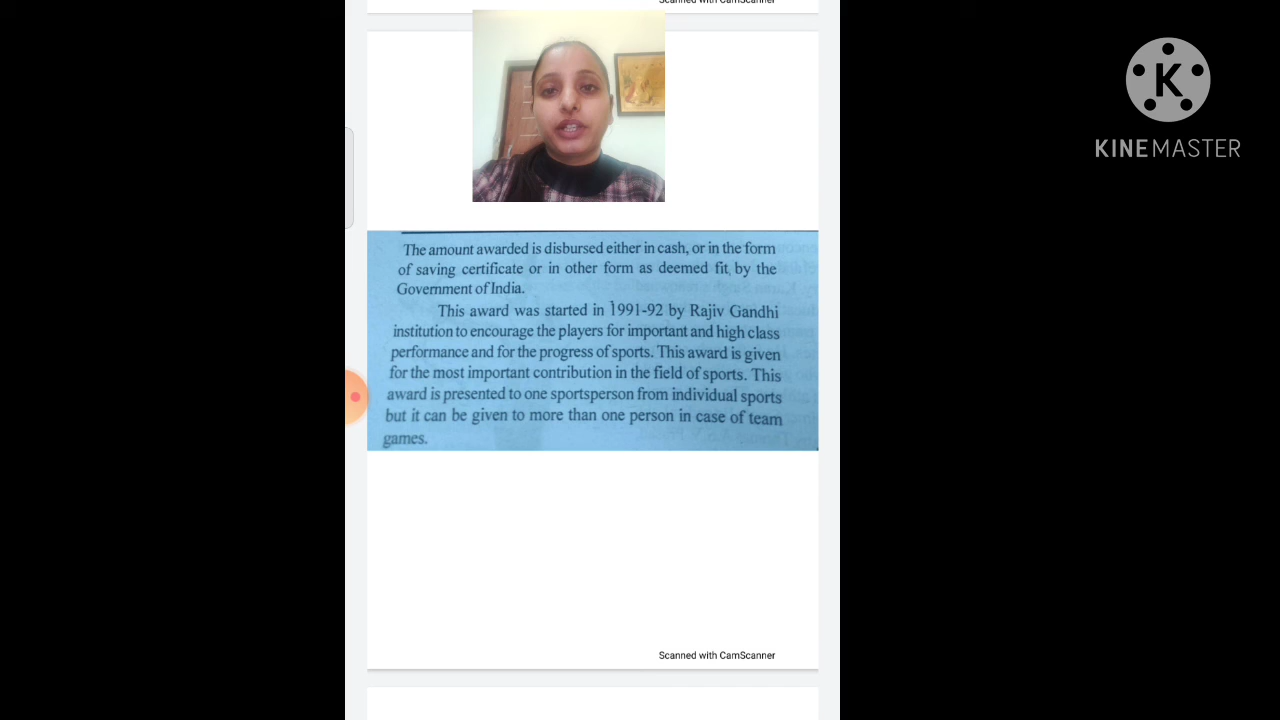 Scanned with CamScanner
KINEMASTER
The amount awarded is disbursed either in cash, or in the form
of saving certificate or in other form as deemed fit, by the
Government of India.
This award was started in 1991-92 by Rajiv Gandhi
institution to encourage the players for important and high class
performance and for the progress of sports. This award is given
for the most important contribution in the field of sports. This
award is presented to one sportsperson from individual sports
but it can be given to more than one person in case of team
games.
Scanned with CamScanner